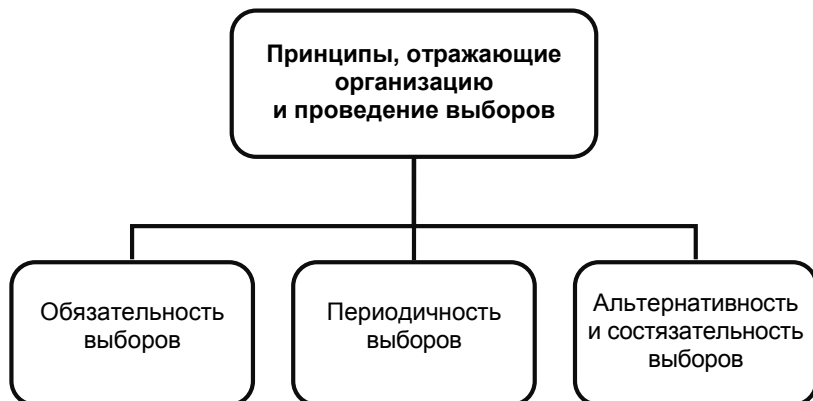 Принципы, отражающие
организацию
и проведение выборов
Обязательность
выборов
Периодичность
выборов
Альтернативность
и состязательность
выборов